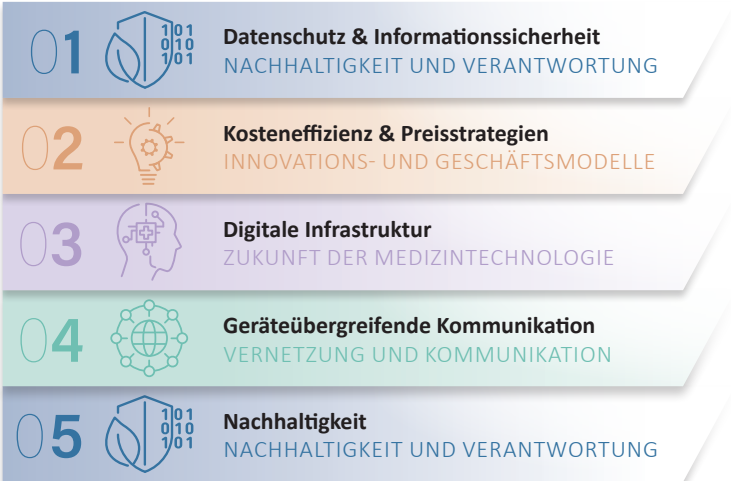 01
101
010
101
Datenschutz & Informationssicherheit
NACHHALTIGKEIT UND VERANTWORTUNG
02
Kosteneffizienz & Preisstrategien
INNOVATIONS- UND GESCHÄFTSMODELLE
03
Digitale Infrastruktur
ZUKUNFT DER MEDIZINTECHNOLOGIE
04
Geräteübergreifende Kommunikation
VERNETZUNG UND KOMMUNIKATION
05
101
010
101
Nachhaltigkeit
NACHHALTIGKEIT UND VERANTWORTUNG